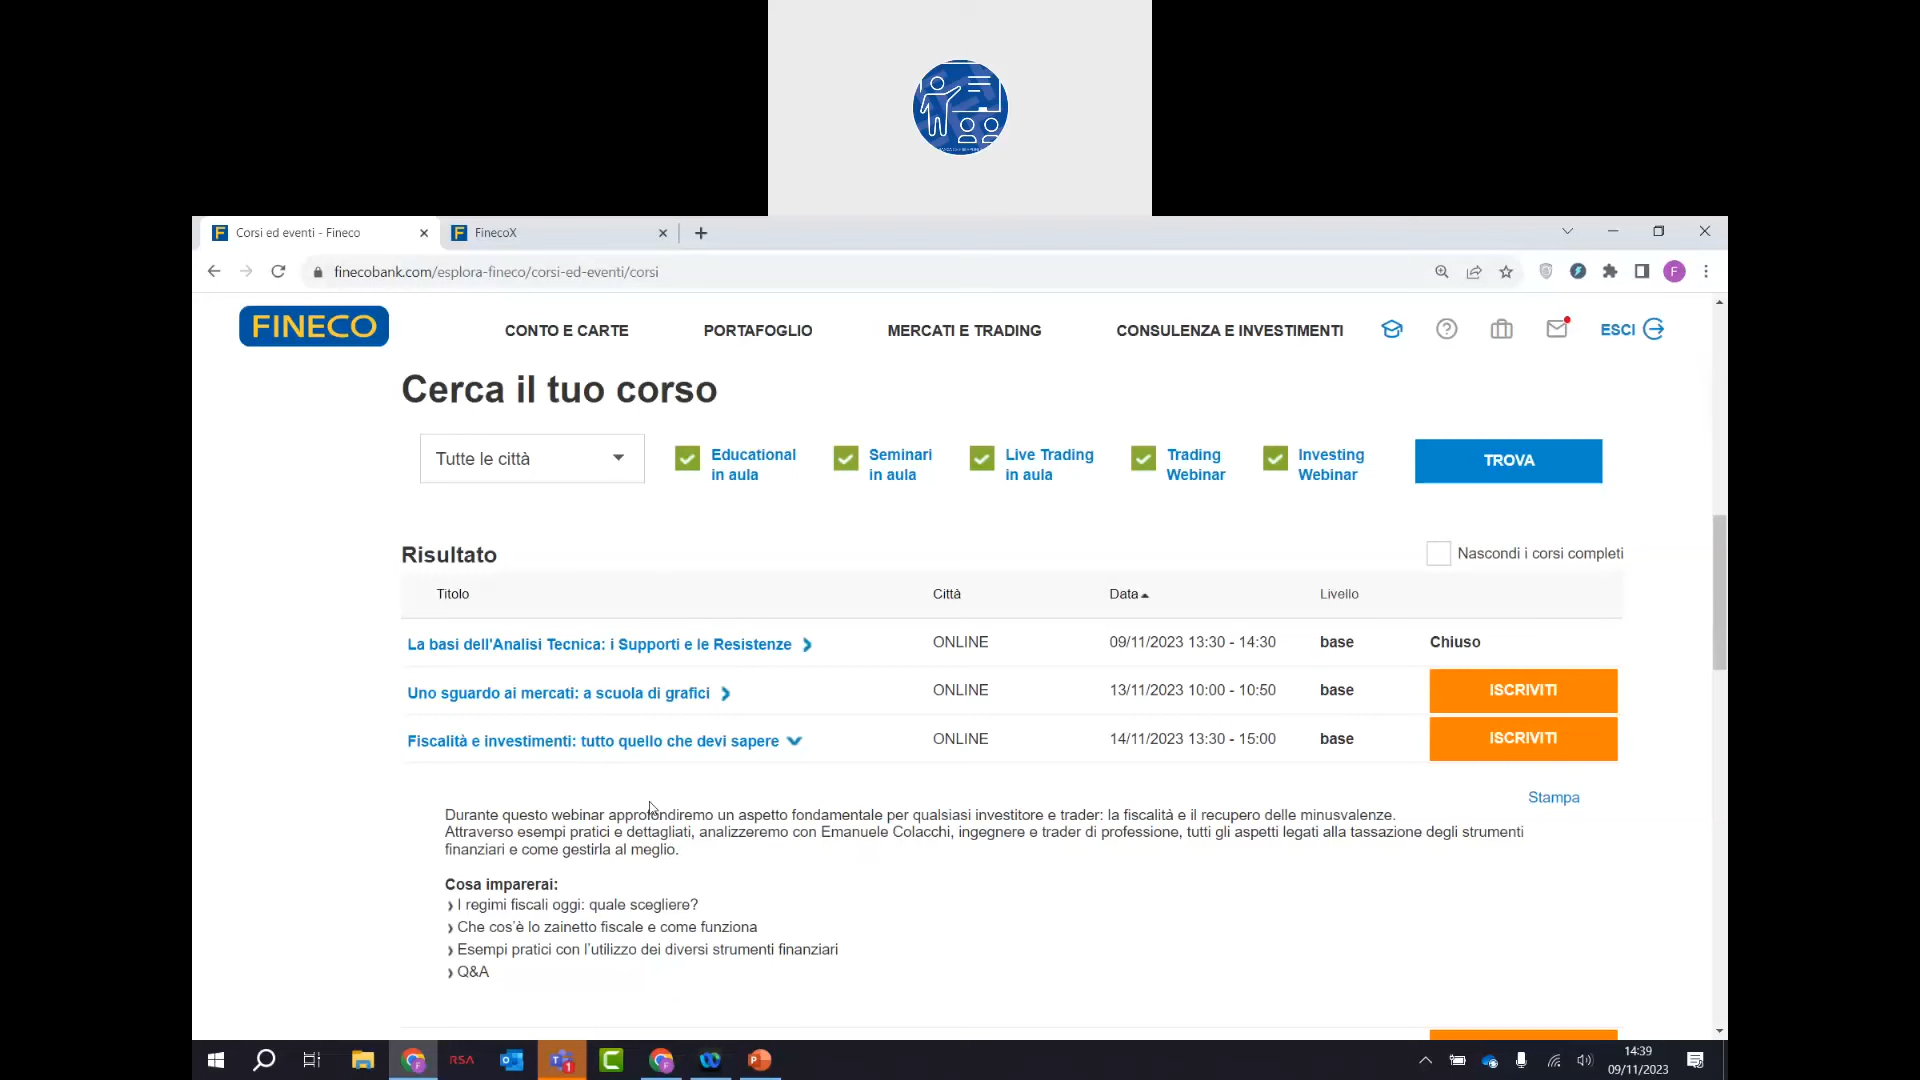 Corsi ed eventi - Fineco
FinecoX
finecobank.com/esplora-fineco/corsi-ed-eventi/corsi
F
FINECO
CONTO E CARTE
PORTAFOGLIO
MERCATI E TRADING
CONSULENZA E INVESTIMENTI
ESCI
Cerca il tuo corso
Tutte le città
Educational
in aula
Seminari
in aula
Live Trading
in aula
Trading
Webinar
Investing
Webinar
TROVA
Risultato
Nascondi i corsi completi
Titolo Città Data Livello
La basi dell'Analisi Tecnica: i Supporti e le Resistenze ONLINE 09/11/2023 13:30 - 14:30 base Chiuso
Uno sguardo ai mercati: a scuola di grafici ONLINE 13/11/2023 10:00 - 10:50 base ISCRIVITI
Fiscalità e investimenti: tutto quello che devi sapere ONLINE 14/11/2023 13:30 - 15:00 base ISCRIVITI
Stampa
Durante questo webinar approfondiremo un aspetto fondamentale per qualsiasi investitore e trader: la fiscalità e il recupero delle minusvalenze.
Attraverso esempi pratici e dettagliati, analizzeremo con Emanuele Colacchi, ingegnere e trader di professione, tutti gli aspetti legati alla tassazione degli strumenti
finanziari e come gestirla al meglio.
Cosa imparerai:
I regimi fiscali oggi: quale scegliere?
Che cos'è lo zainetto fiscale e come funziona
Esempi pratici con l'utilizzo dei diversi strumenti finanziari
Q&A
RSA
14:39
09/11/2023